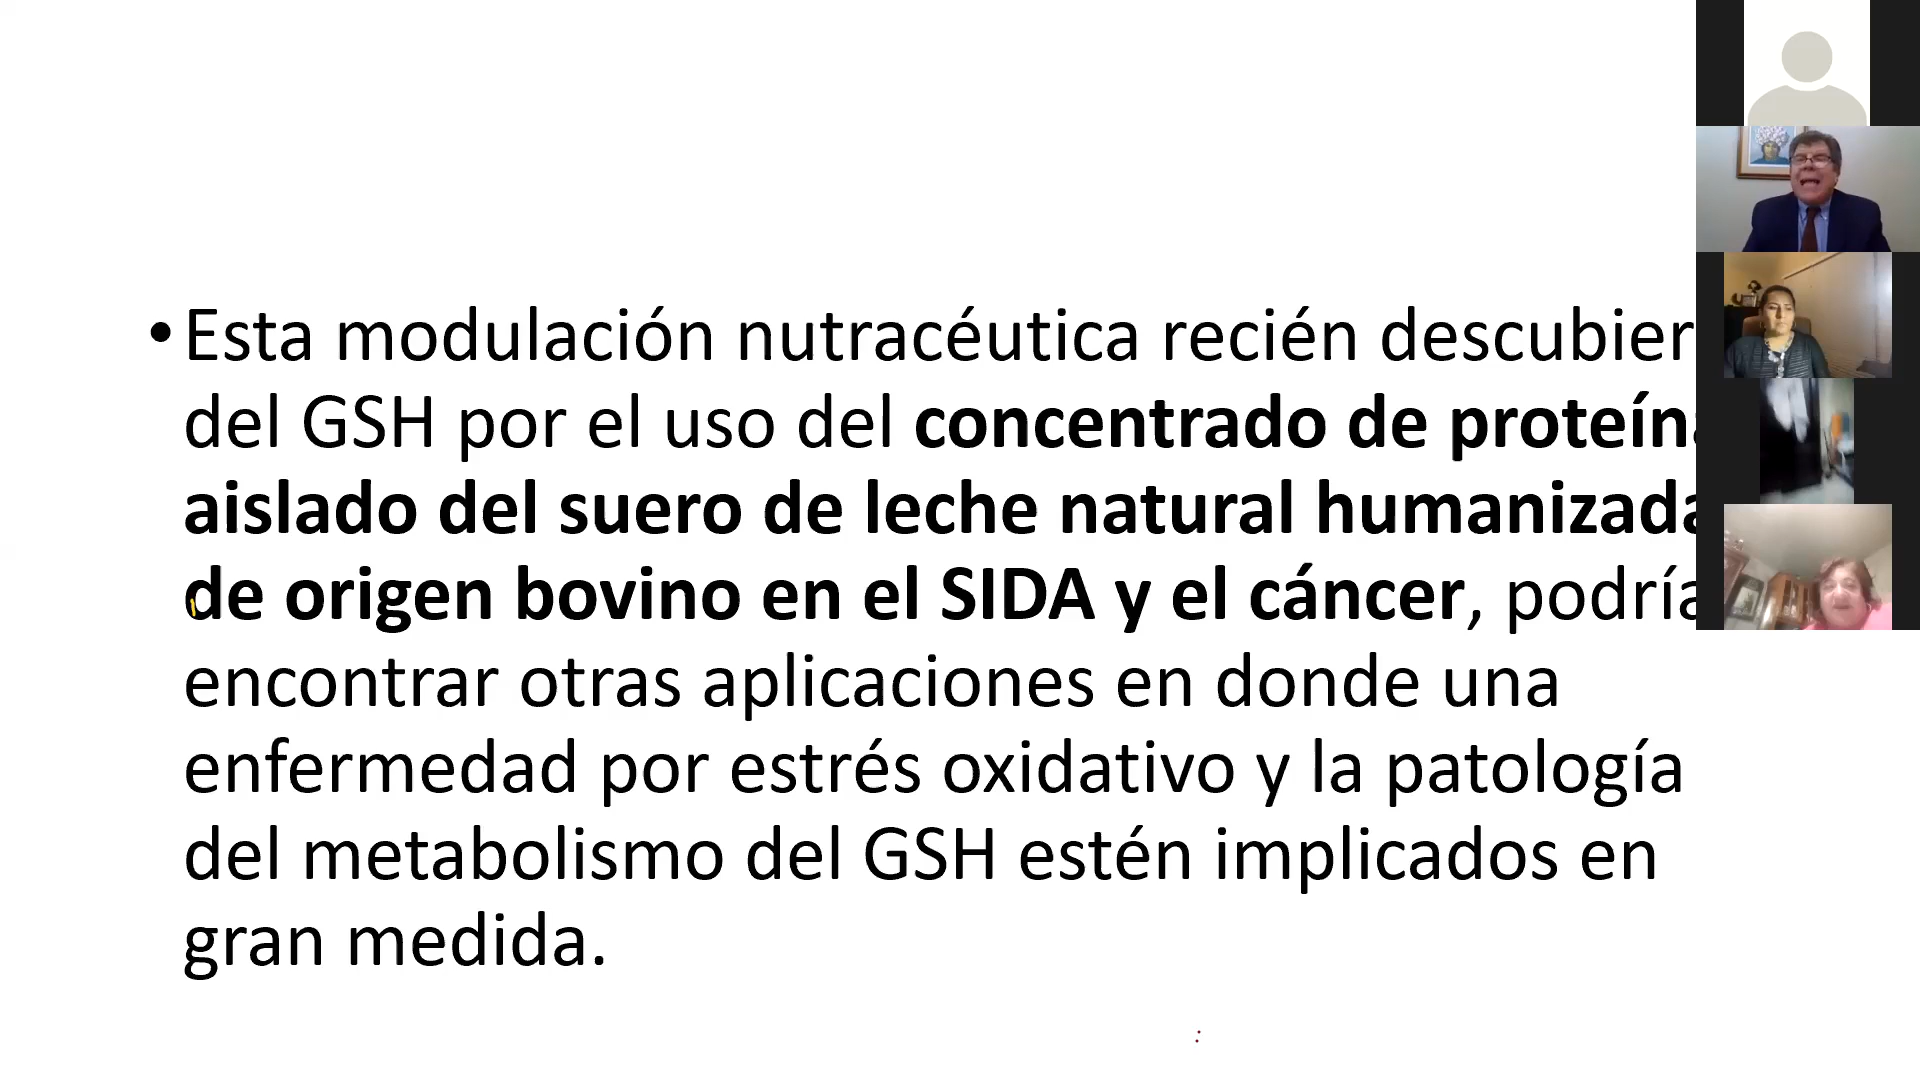 • Esta modulación nutracéutica recién descubier
del GSH por el uso del concentrado de proteín
aislado del suero de leche natural humanizada
de origen bovino en el SIDA y el cáncer, podría
encontrar otras aplicaciones en donde una
enfermedad por estrés oxidativo y la patología
del metabolismo del GSH estén implicados en
gran medida.
: